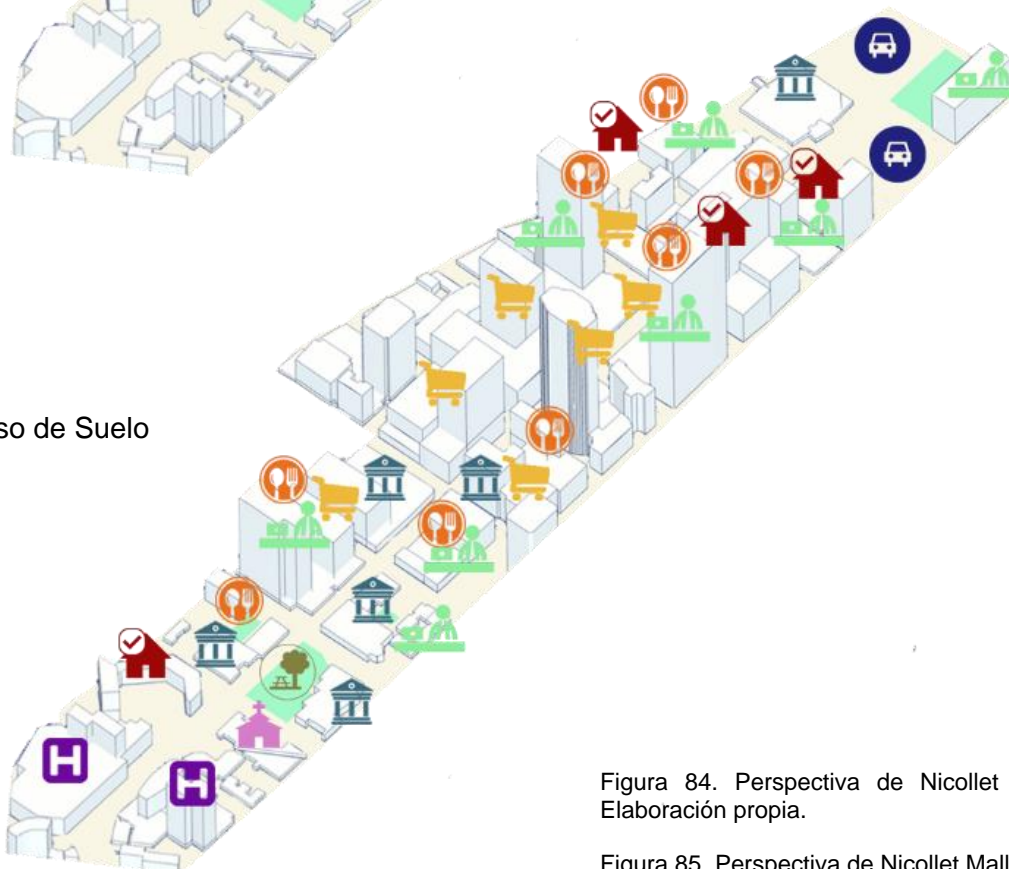 so de Suelo
H
H
Figura 84. Perspectiva de Nicollet
Elaboración propia.
Figura 85. Perspectiva de Nicollet Mall